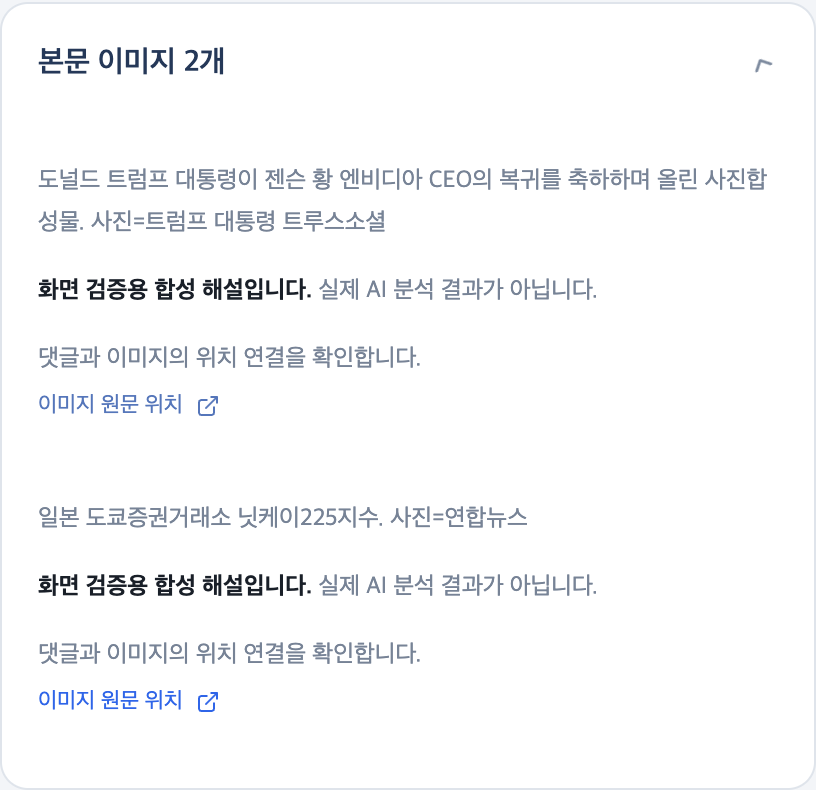 본문 이미지 2개
도널드 트럼프 대통령이 젠슨 황 엔비디아 CEO의 복귀를 축하하며 올린 사진합
성물. 사진=트럼프 대통령 트루스소셜
화면 검증용 합성 해설입니다. 실제 AI 분석 결과가 아닙니다.
댓글과 이미지의 위치 연결을 확인합니다.
이미지 원문 위치
일본 도쿄증권거래소 닛케이225지수. 사진=연합뉴스
화면 검증용 합성 해설입니다. 실제 AI 분석 결과가 아닙니다.
댓글과 이미지의 위치 연결을 확인합니다.
이미지 원문 위치